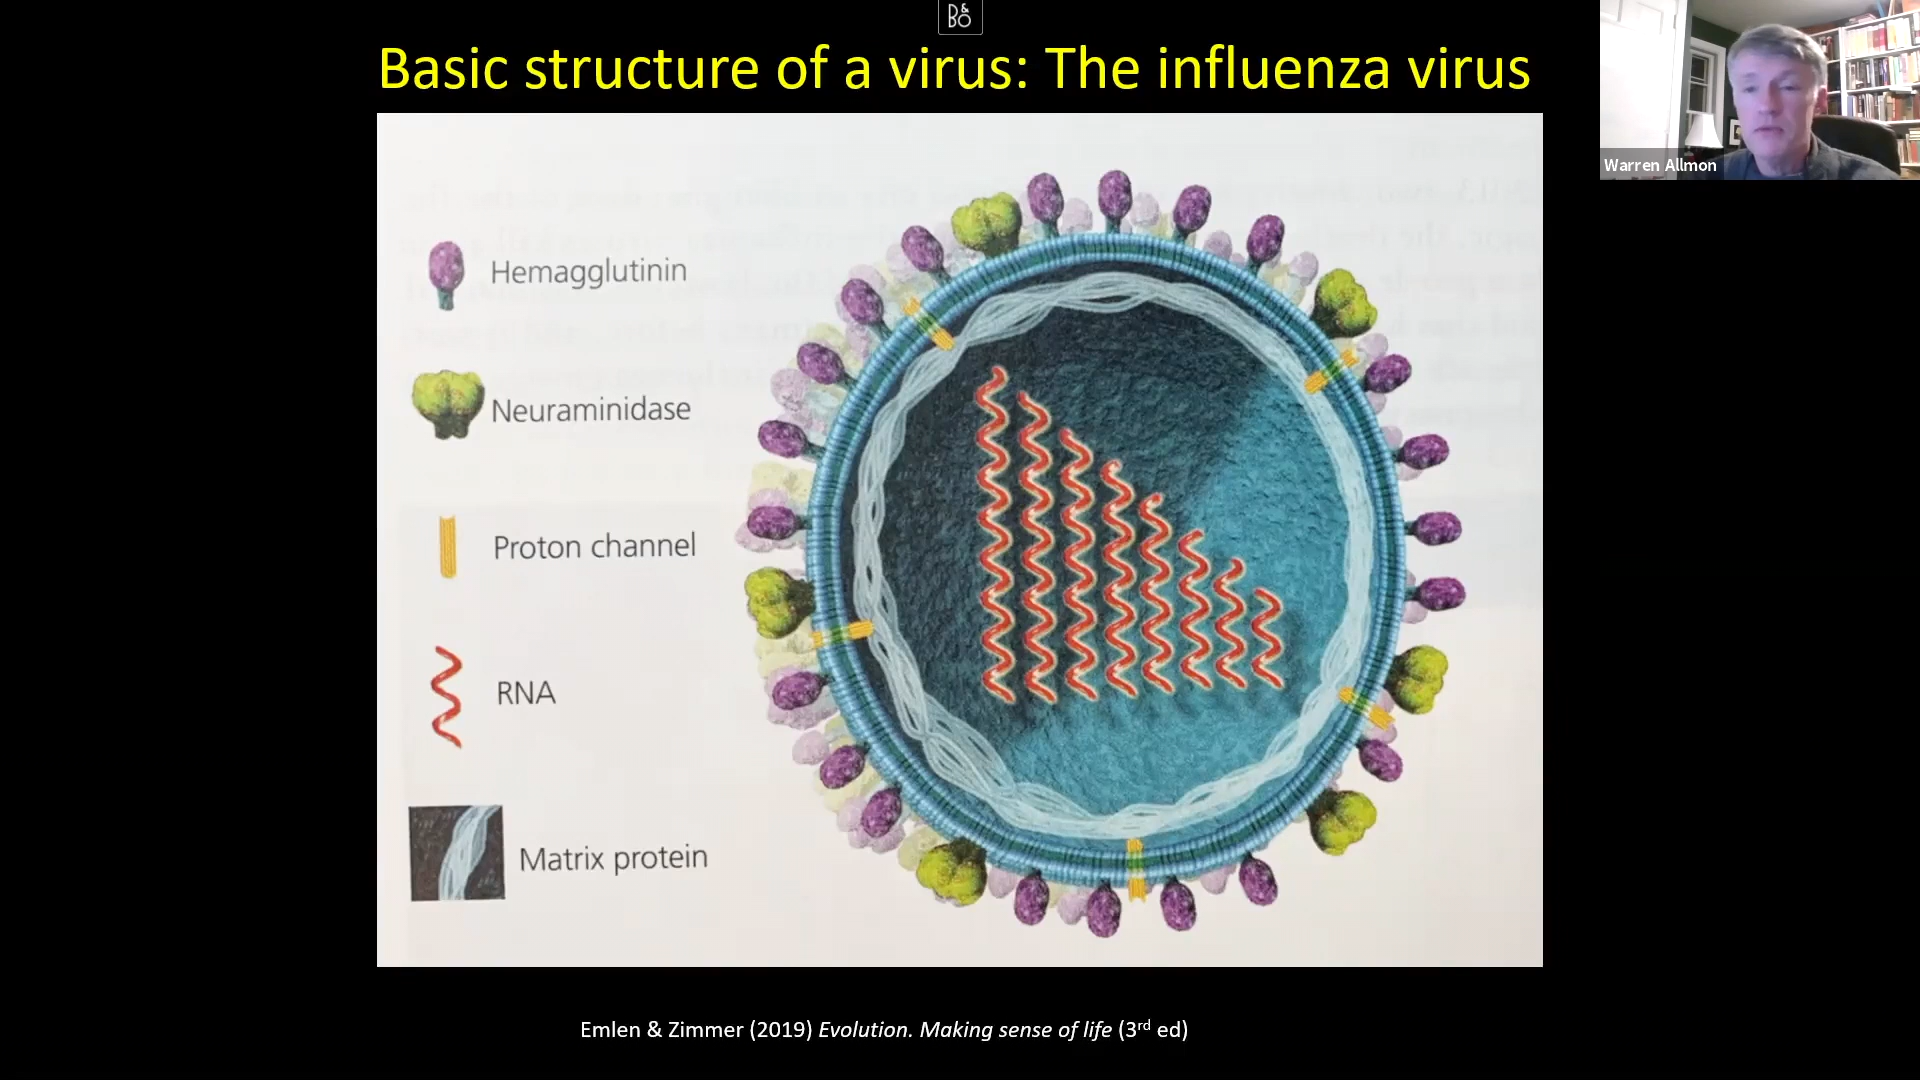 B&O
Basic structure of a virus: The influenza virus
Warren Allmon
Hemagglutinin
Neuraminidase
Proton channel
RNA
Matrix protein
Emlen & Zimmer (2019) Evolution. Making sense of life (3rd ed)